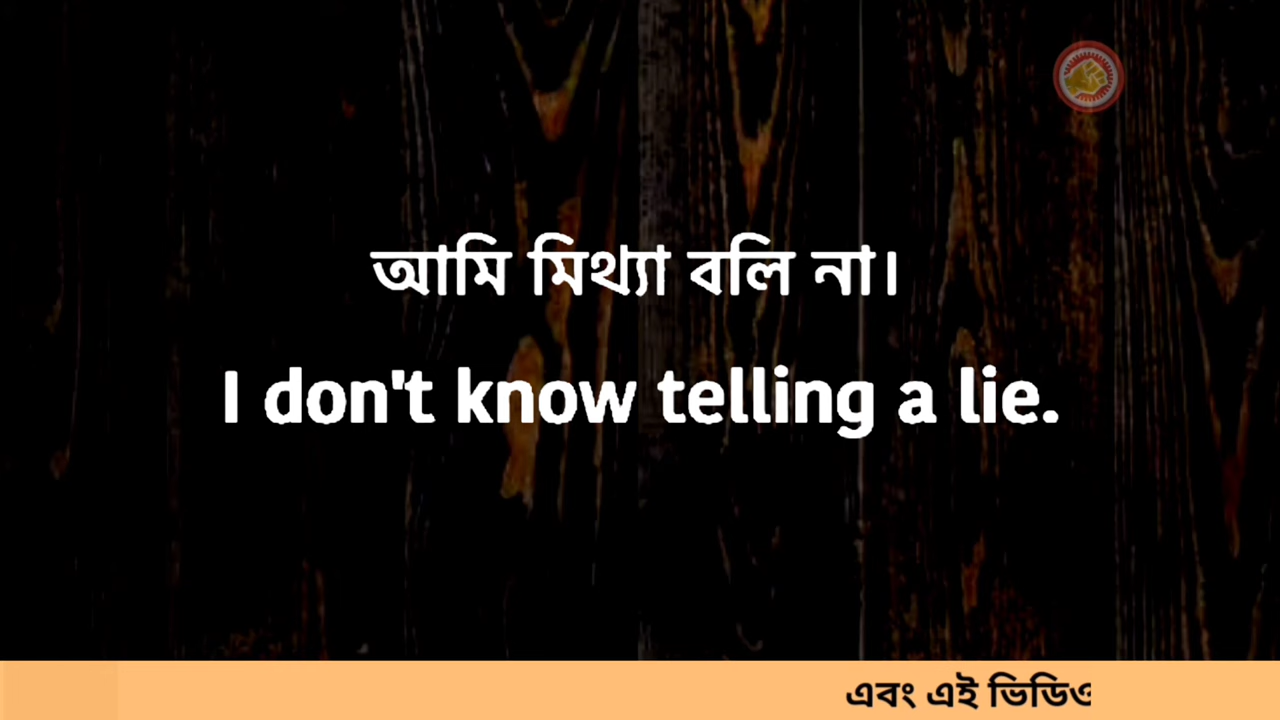 আমি মিথ্যা বলি না।
I don't know telling a lie.
এবং এই ভিডিও